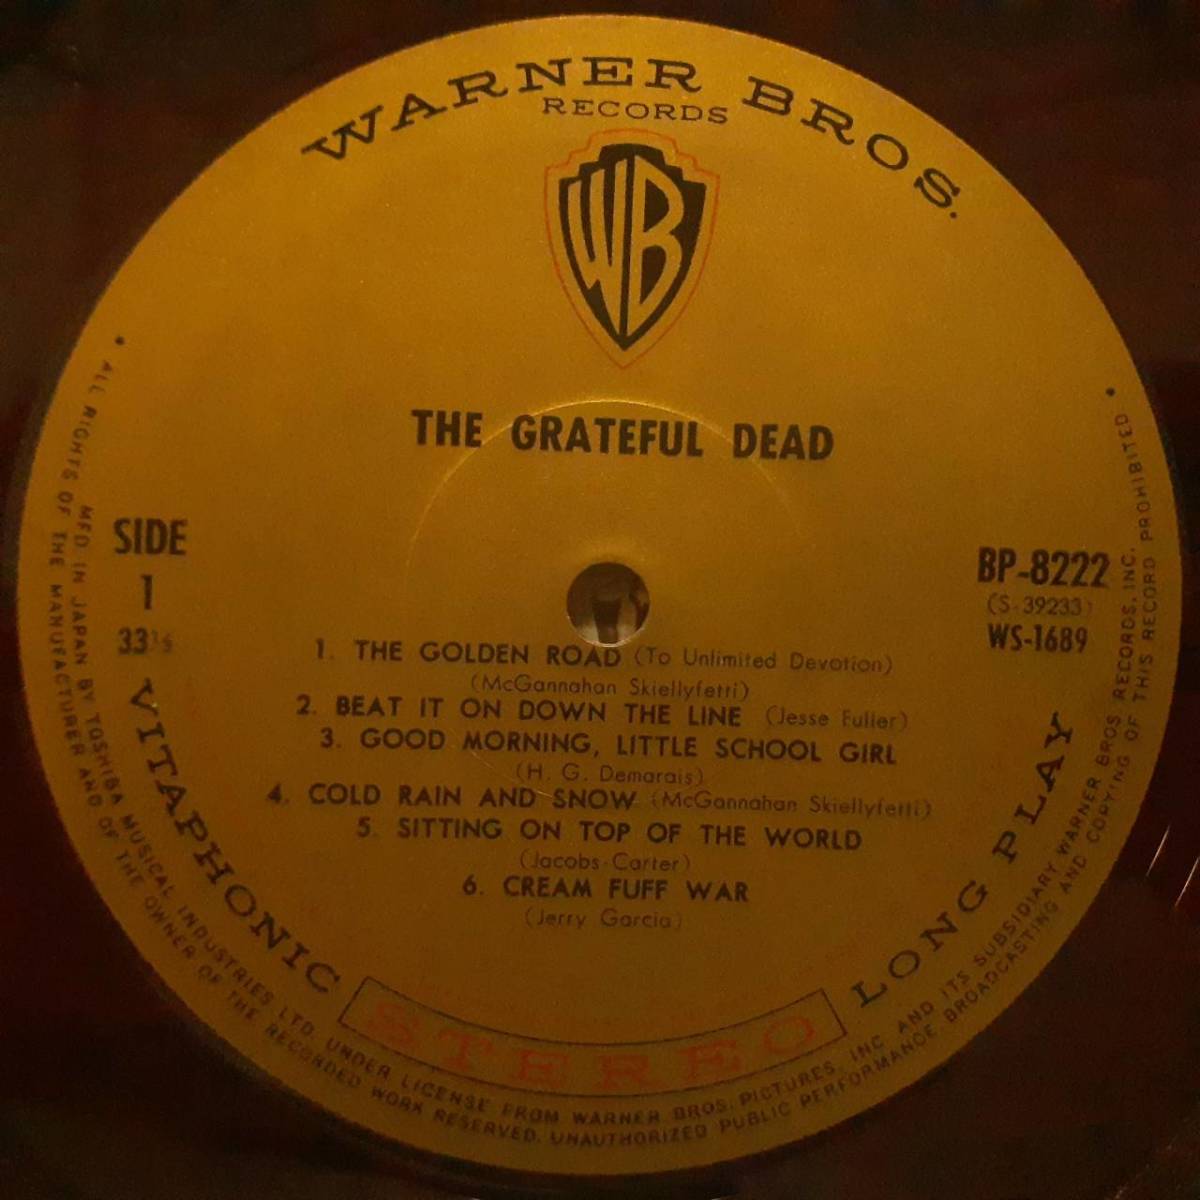 WARNER BROS.
RECORDS
WB
THE GRATEFUL DEAD
SIDE
1
33⅓
BP-8222
(S-39233)
WS-1689
1. THE GOLDEN ROAD (To Unlimited Devotion)
(McGannahan Skiellyfetti)
2. BEAT IT ON DOWN THE LINE (Jesse Fuller)
3. GOOD MORNING, LITTLE SCHOOL GIRL
(H. G. Demarais)
4. COLD RAIN AND SNOW (McGannahan Skiellyfetti)
5. SITTING ON TOP OF THE WORLD
(Jacobs-Carter)
6. CREAM FUFF WAR
(Jerry Garcia)
VITAPHONIC
STEREO
LONG PLAY
MFD. IN JAPAN BY TOSHIBA MUSICAL INDUSTRIES LTD. UNDER LICENSE FROM WARNER BROS. PICTURES, INC. AND ITS SUBSIDIARY WARNER BROS RECORDS, INC.
• ALL RIGHTS OF THE MANUFACTURER AND OF THE OWNER OF THE RECORDED WORK RESERVED. UNAUTHORIZED PUBLIC PERFORMANCE BROADCASTING AND COPYING OF THIS RECORD PROHIBITED •